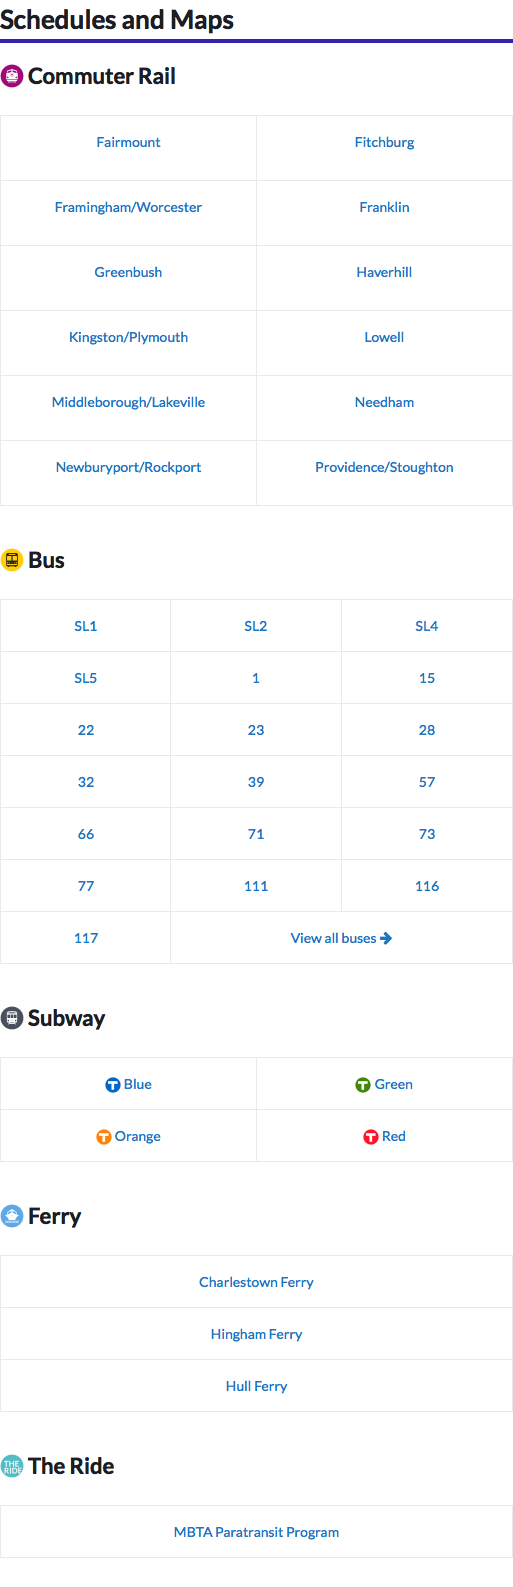 Schedules and Maps
Commuter Rail
Fairmount
Fitchburg
Framingham/Worcester
Franklin
Greenbush
Haverhill
Kingston/Plymouth
Lowell
Middleborough/Lakeville
Needham
Newburyport/Rockport
Providence/Stoughton
Bus
SL1
SL2
SL4
SL5
1
15
22
23
28
32
39
57
66
71
73
77
111
116
117
View all buses
Subway
T Blue
T Green
T Orange
T Red
Ferry
Charlestown Ferry
Hingham Ferry
Hull Ferry
THE RIDE The Ride
MBTA Paratransit Program